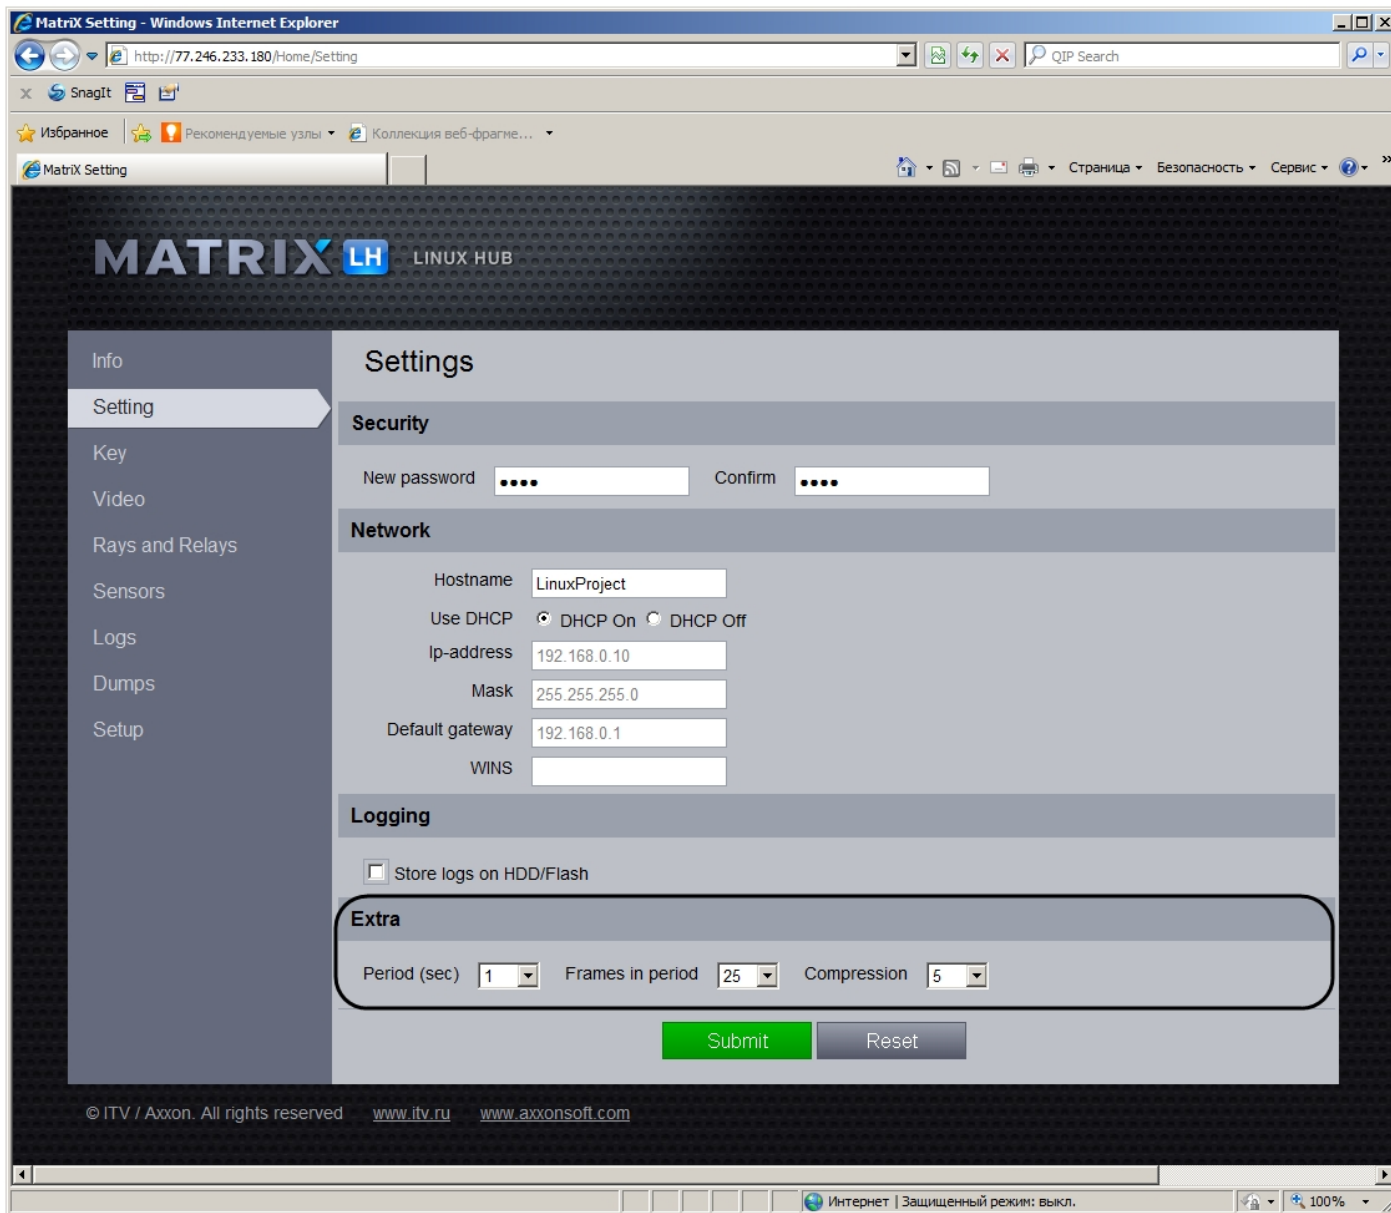 MatriX Setting - Windows Internet Explorer
http://77.246.233.180/Home/Setting
QIP Search
x SnagIt
Избранное Рекомендуемые узлы Коллекция веб-фрагме...
MatriX Setting
Страница Безопасность Сервис »
MATRIX LH LINUX HUB
Info
Setting
Key
Video
Rays and Relays
Sensors
Logs
Dumps
Setup
Settings
Security
New password •••• Confirm ••••
Network
Hostname LinuxProject
Use DHCP DHCP On DHCP Off
Ip-address 192.168.0.10
Mask 255.255.255.0
Default gateway 192.168.0.1
WINS
Logging
Store logs on HDD/Flash
Extra
Period (sec) 1 Frames in period 25 Compression 5
Submit Reset
© ITV / Axxon. All rights reserved www.itv.ru www.axxonsoft.com
Интернет | Защищенный режим: выкл. 100%